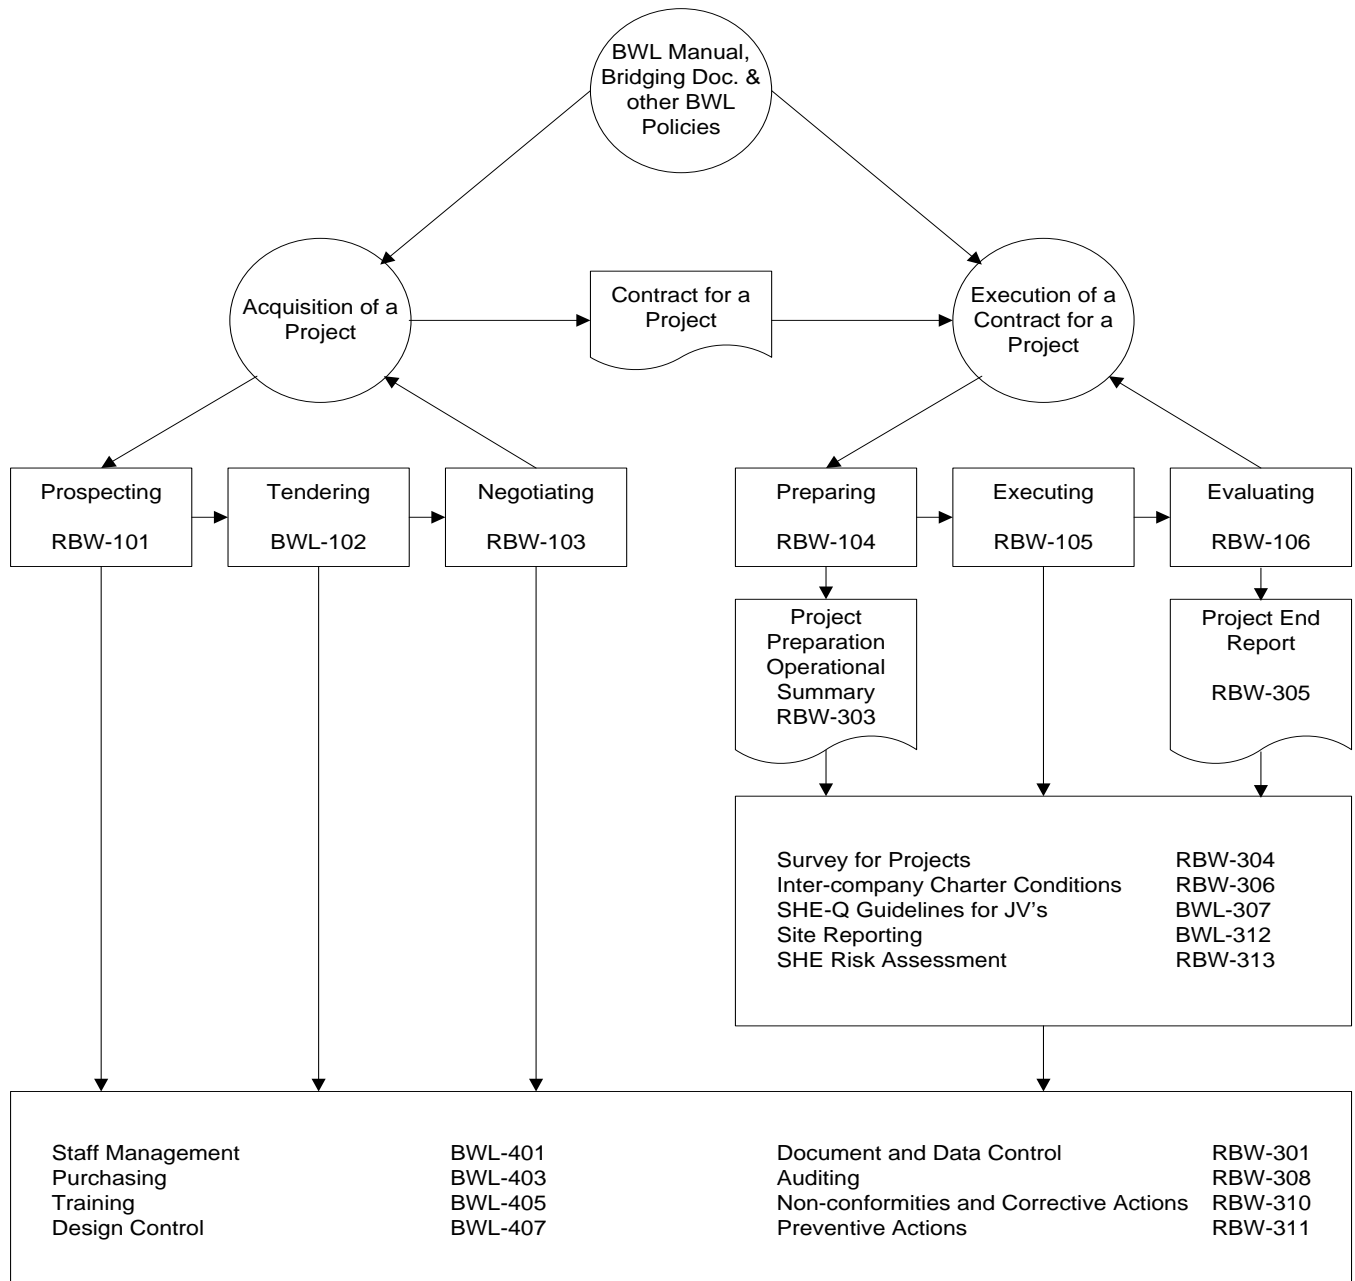 BWL Manual,
Bridging Doc. &
other BWL
Policies
Acquisition of a
Project
Contract for a
Project
Execution of a
Contract for a
Project
Prospecting
RBW-101
Tendering
BWL-102
Negotiating
RBW-103
Preparing
RBW-104
Executing
RBW-105
Evaluating
RBW-106
Project
Preparation
Operational
Summary
RBW-303
Project End
Report
RBW-305
Survey for Projects RBW-304
Inter-company Charter Conditions RBW-306
SHE-Q Guidelines for JV's BWL-307
Site Reporting BWL-312
SHE Risk Assessment RBW-313
Staff Management BWL-401
Purchasing BWL-403
Training BWL-405
Design Control BWL-407
Document and Data Control RBW-301
Auditing RBW-308
Non-conformities and Corrective Actions RBW-310
Preventive Actions RBW-311